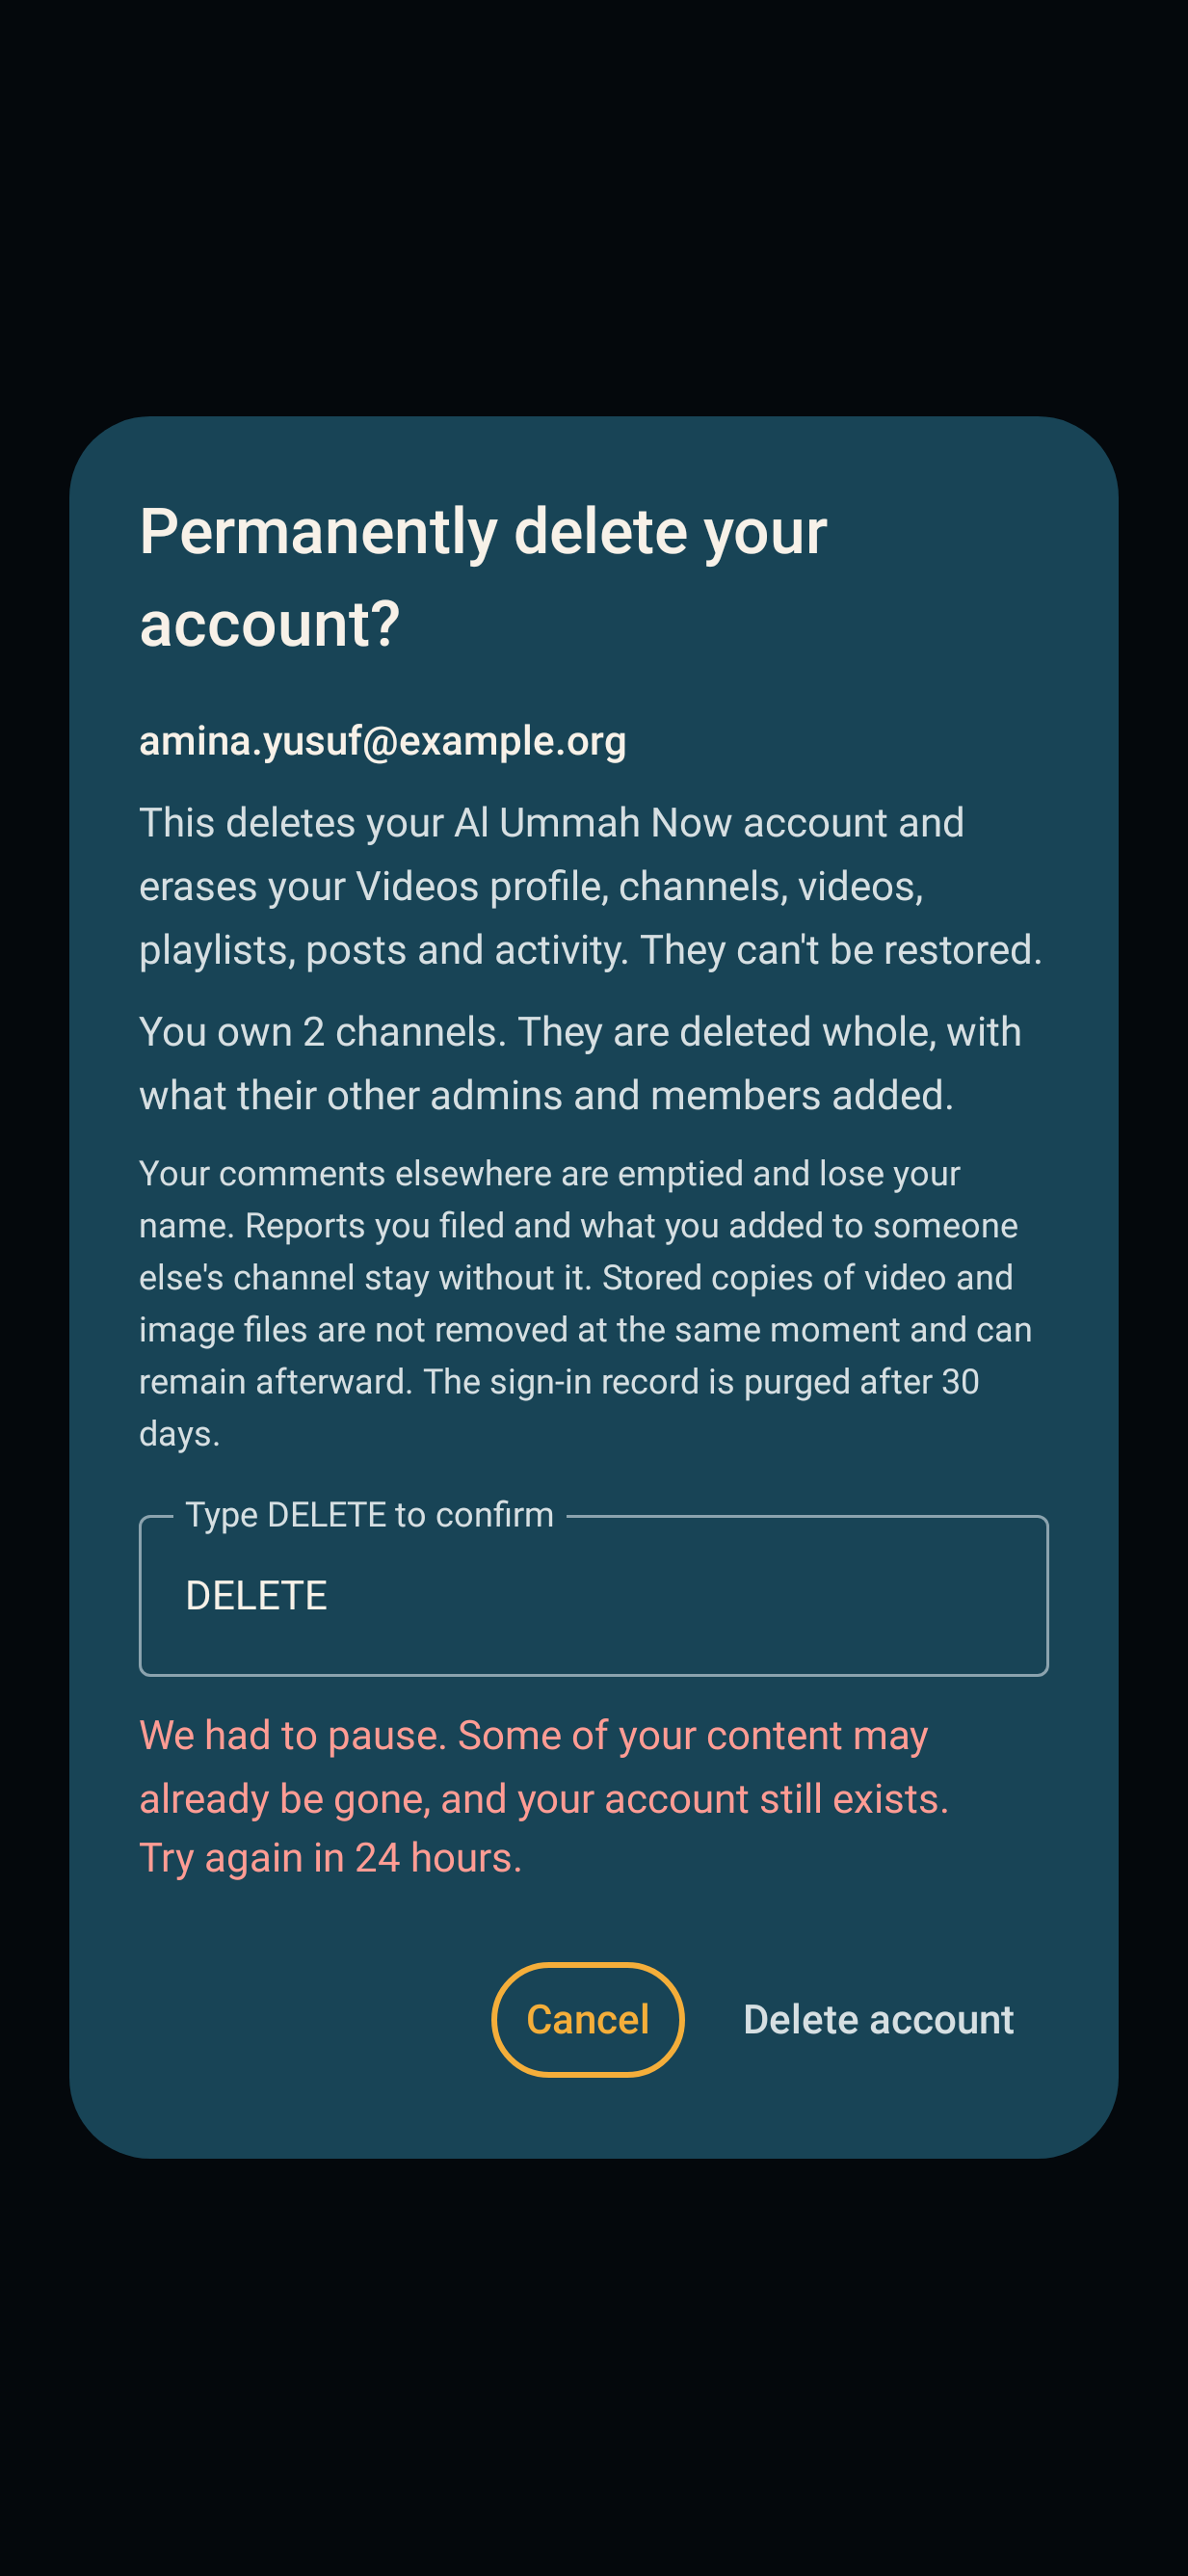 Permanently delete your
account?
amina.yusuf@example.org
This deletes your Al Ummah Now account and
erases your Videos profile, channels, videos,
playlists, posts and activity. They can't be restored.
You own 2 channels. They are deleted whole, with
what their other admins and members added.
Your comments elsewhere are emptied and lose your
name. Reports you filed and what you added to someone
else's channel stay without it. Stored copies of video and
image files are not removed at the same moment and can
remain afterward. The sign-in record is purged after 30
days.
Type DELETE to confirm
DELETE
We had to pause. Some of your content may
already be gone, and your account still exists.
Try again in 24 hours.
Cancel Delete account